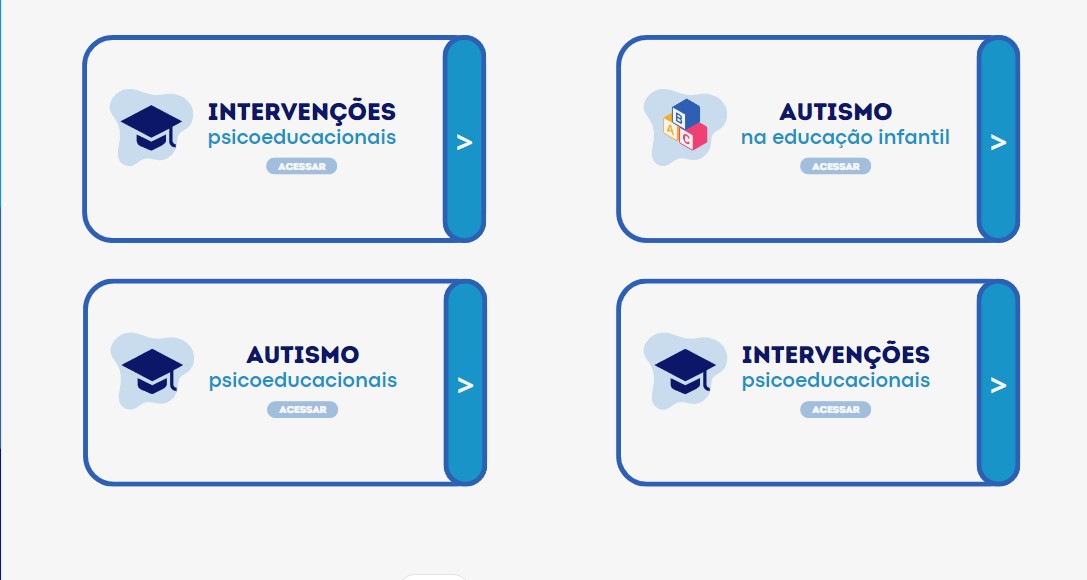 INTERVENÇÕES
psicoeducacionais
ACESSAR
>
B
A
C
AUTISMO
na educação infantil
ACESSAR
>
AUTISMO
psicoeducacionais
ACESSAR
>
INTERVENÇÕES
psicoeducacionais
ACESSAR
>